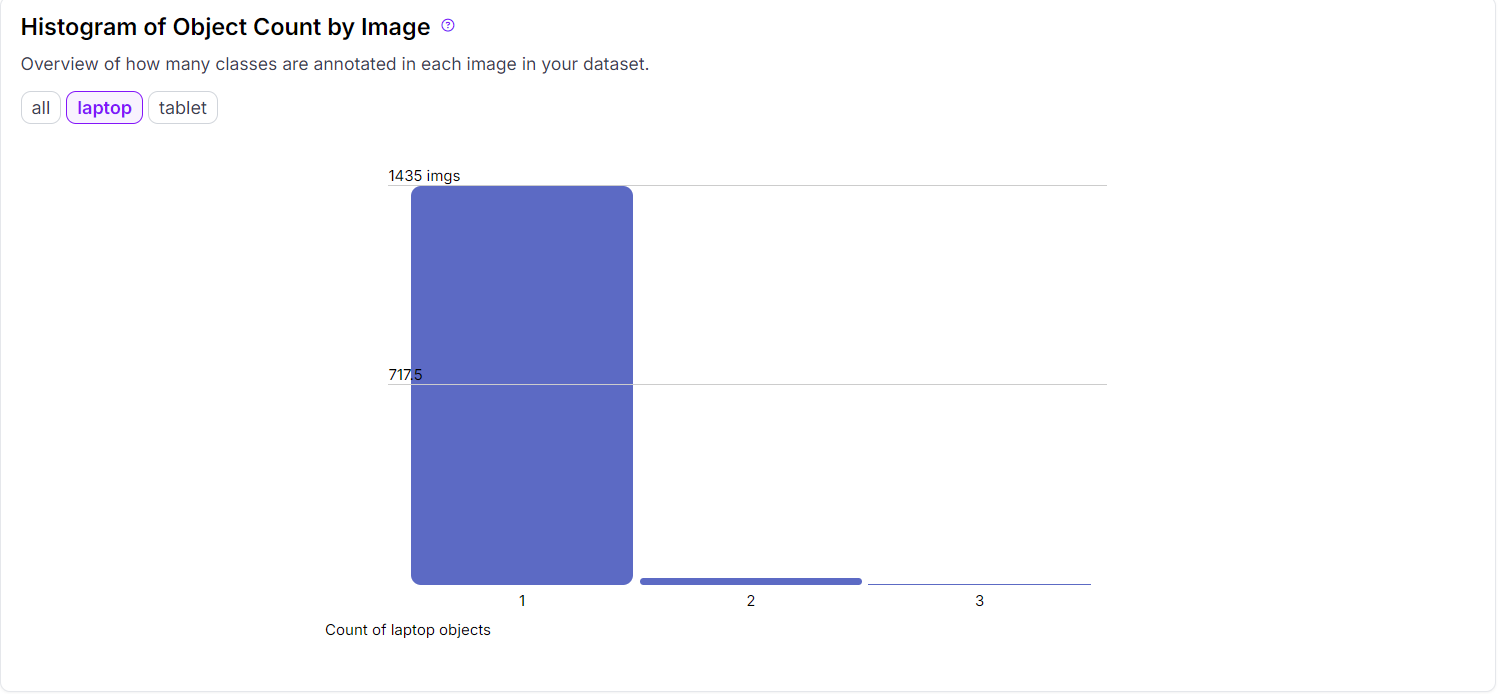 Histogram of Object Count by Image ?
Overview of how many classes are annotated in each image in your dataset.
all laptop tablet
1435 imgs
717.5
1 2 3
Count of laptop objects